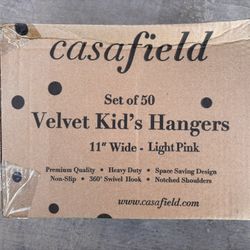 casafield
Set of 50
Velvet Kid's Hangers
11" Wide - Light Pink
Premium Quality • Heavy Duty • Space Saving Design
Non-Slip • 360° Swivel Hook • Notched Shoulders
www.casafield.com